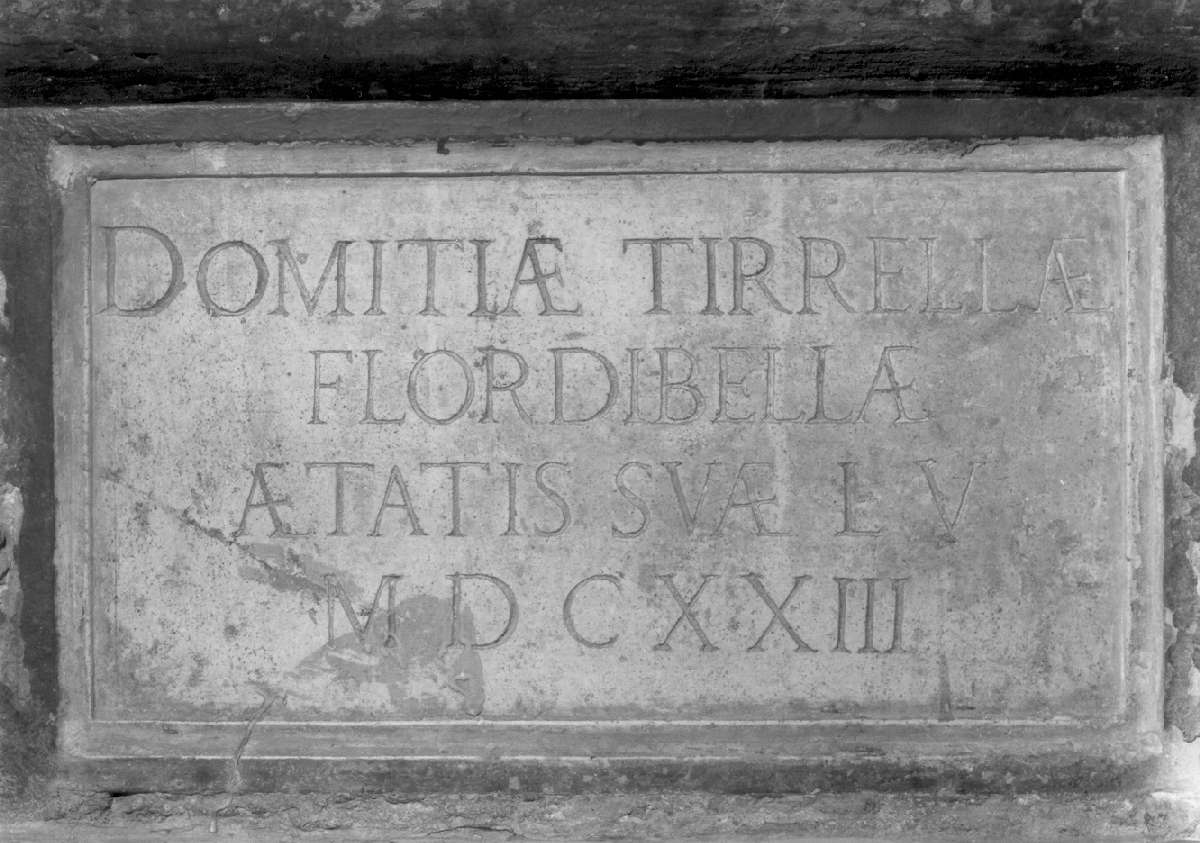 DOMITIÆ TIRRELLÆ
FLORDIBELLÆ
ÆTATIS SVÆ LV
MDCXXIII